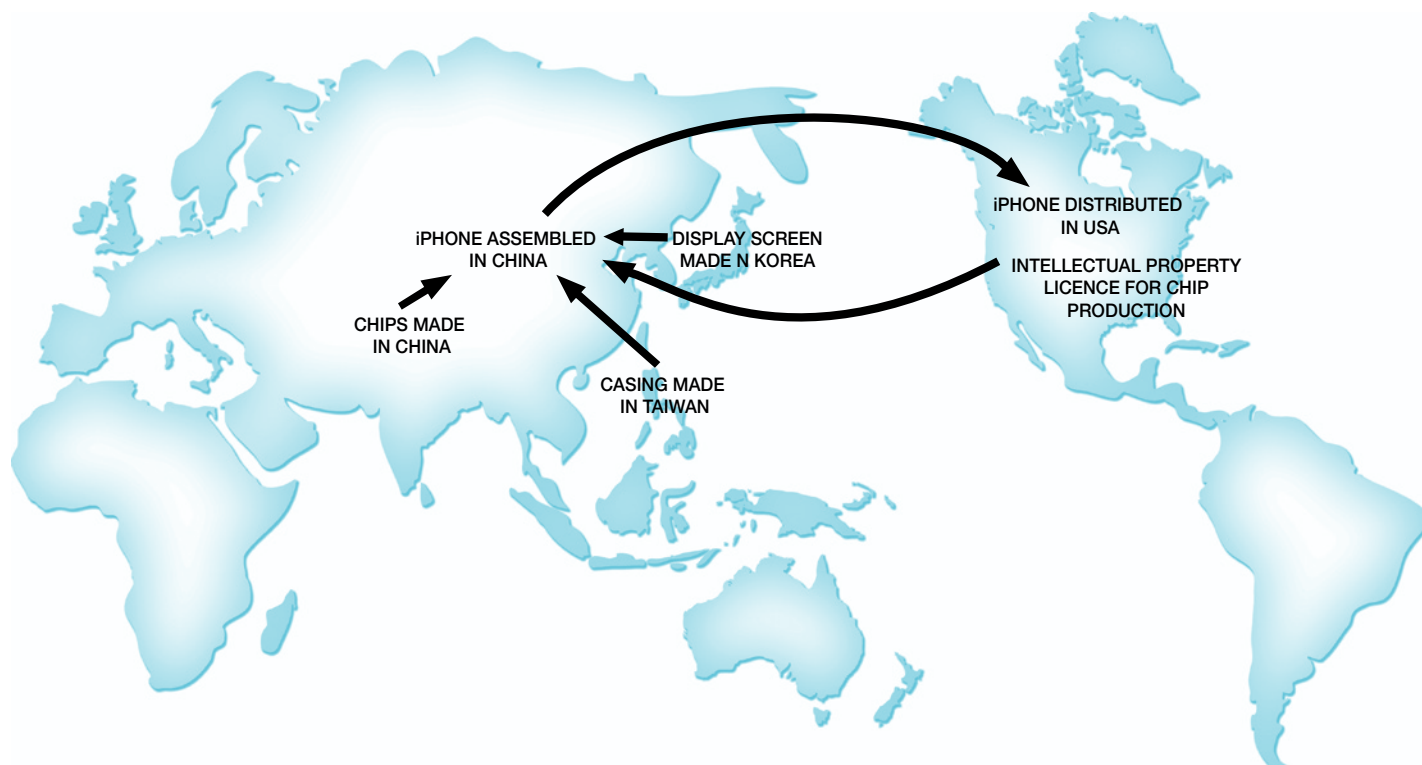 iPHONE DISTRIBUTED
IN USA
iPHONE ASSEMBLED
IN CHINA
DISPLAY SCREEN
MADE N KOREA
INTELLECTUAL PROPERTY
LICENCE FOR CHIP
PRODUCTION
CHIPS MADE
IN CHINA
CASING MADE
IN TAIWAN